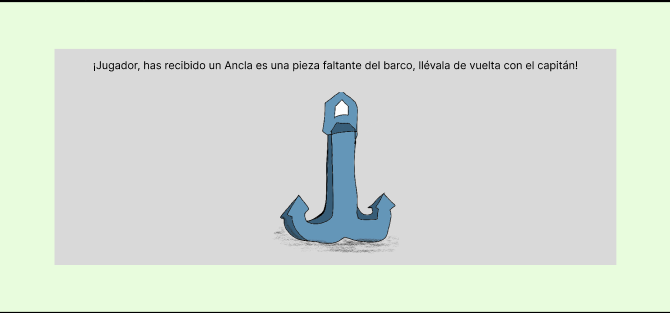 ¡Jugador, has recibido un Ancla es una pieza faltante del barco, llévala de vuelta con el capitán!